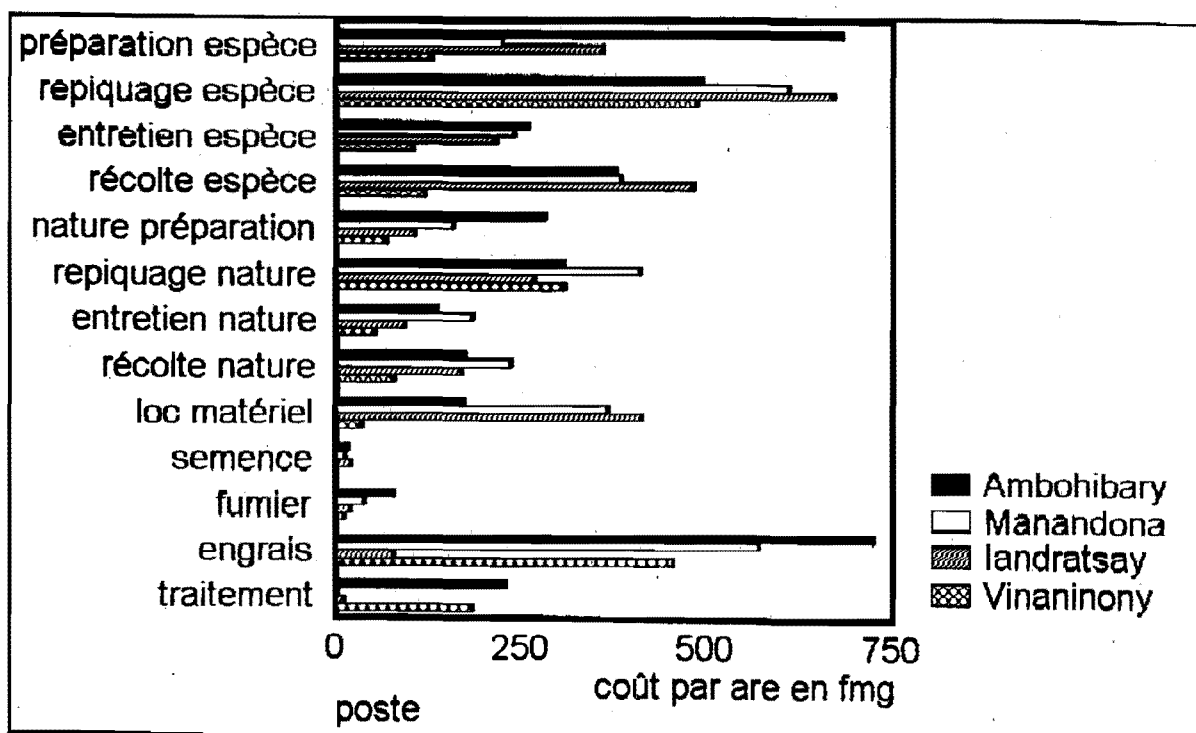 préparation espèce
repiquage espèce
entretien espèce
récolte espèce
nature préparation
repiquage nature
entretien nature
récolte nature
loc matériel
semence
fumier
engrais
traitement
0 250 500 750
coût par are en fmg
poste
Ambohibary
Manandona
Iandratsay
Vinaninony